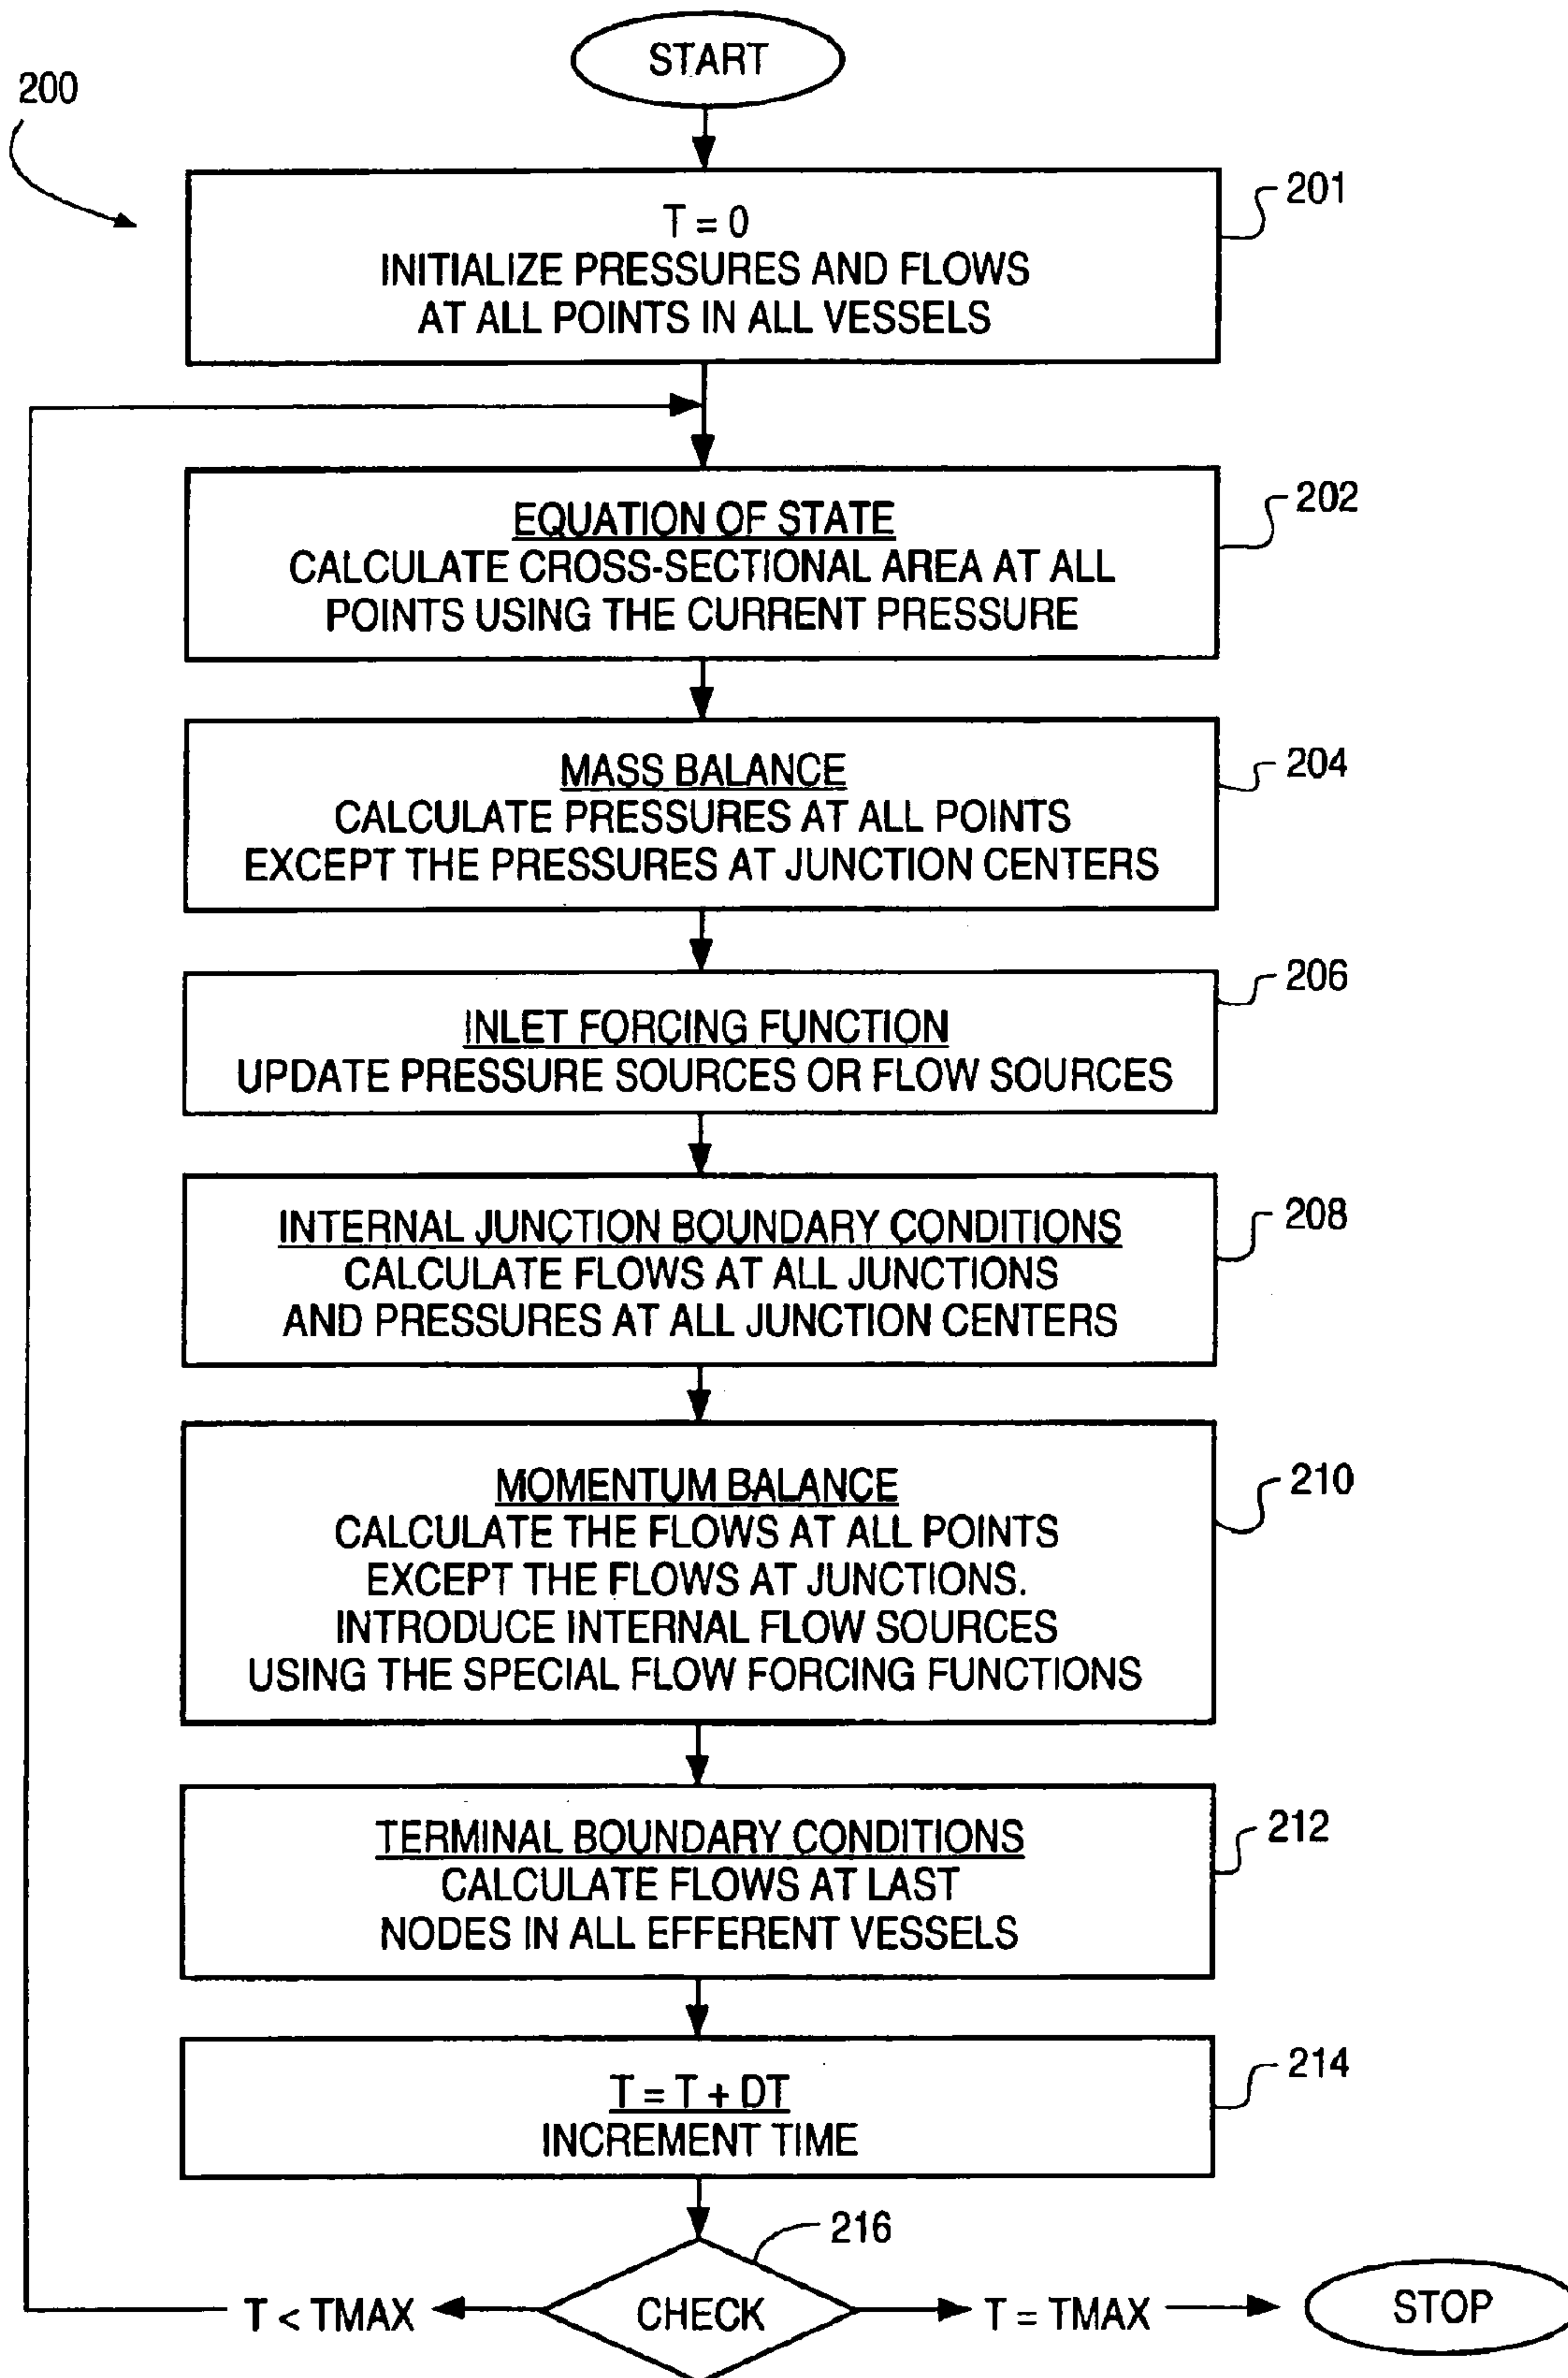 START
200
201
T = 0
INITIALIZE PRESSURES AND FLOWS
AT ALL POINTS IN ALL VESSELS
202
EQUATION OF STATE
CALCULATE CROSS-SECTIONAL AREA AT ALL
POINTS USING THE CURRENT PRESSURE
204
MASS BALANCE
CALCULATE PRESSURES AT ALL POINTS
EXCEPT THE PRESSURES AT JUNCTION CENTERS
206
INLET FORCING FUNCTION
UPDATE PRESSURE SOURCES OR FLOW SOURCES
208
INTERNAL JUNCTION BOUNDARY CONDITIONS
CALCULATE FLOWS AT ALL JUNCTIONS
AND PRESSURES AT ALL JUNCTION CENTERS
210
MOMENTUM BALANCE
CALCULATE THE FLOWS AT ALL POINTS
EXCEPT THE FLOWS AT JUNCTIONS.
INTRODUCE INTERNAL FLOW SOURCES
USING THE SPECIAL FLOW FORCING FUNCTIONS
212
TERMINAL BOUNDARY CONDITIONS
CALCULATE FLOWS AT LAST
NODES IN ALL EFFERENT VESSELS
214
T = T + DT
INCREMENT TIME
216
T < TMAX
CHECK
T = TMAX
STOP